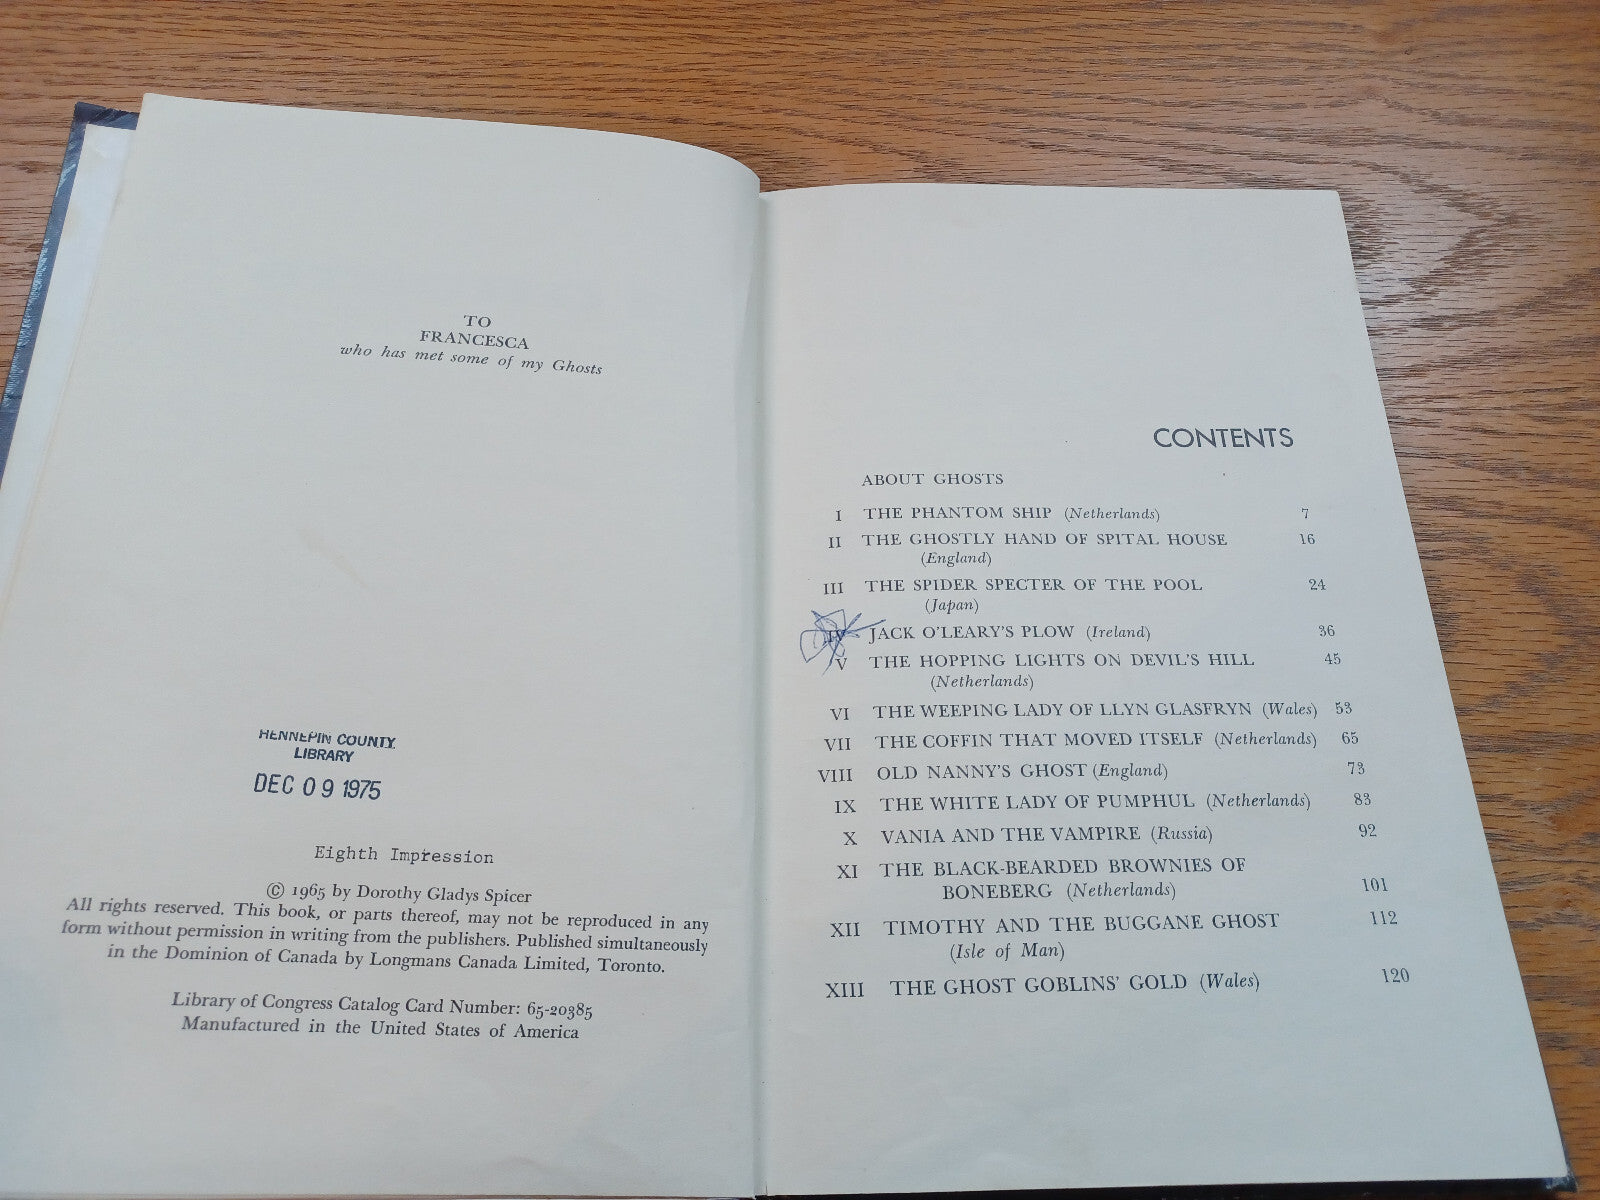 TO
FRANCESCA
who has met some of my Ghosts
HENNEPIN COUNTY
LIBRARY
DEC 09 1975
Eighth Impression
© 1965 by Dorothy Gladys Spicer
All rights reserved. This book, or parts thereof, may not be reproduced in any
form without permission in writing from the publishers. Published simultaneously
in the Dominion of Canada by Longmans Canada Limited, Toronto.
Library of Congress Catalog Card Number: 65-20385
Manufactured in the United States of America
CONTENTS
ABOUT GHOSTS
I THE PHANTOM SHIP (Netherlands) 7
II THE GHOSTLY HAND OF SPITAL HOUSE 16
(England)
III THE SPIDER SPECTER OF THE POOL 24
(Japan)
IV JACK O'LEARY'S PLOW (Ireland) 36
V THE HOPPING LIGHTS ON DEVIL'S HILL 45
(Netherlands)
VI THE WEEPING LADY OF LLYN GLASFRYN (Wales) 53
VII THE COFFIN THAT MOVED ITSELF (Netherlands) 65
VIII OLD NANNY'S GHOST (England) 73
IX THE WHITE LADY OF PUMPHUL (Netherlands) 83
X VANIA AND THE VAMPIRE (Russia) 92
XI THE BLACK-BEARDED BROWNIES OF
BONEBERG (Netherlands) 101
XII TIMOTHY AND THE BUGGANE GHOST 112
(Isle of Man)
XIII THE GHOST GOBLINS' GOLD (Wales) 120